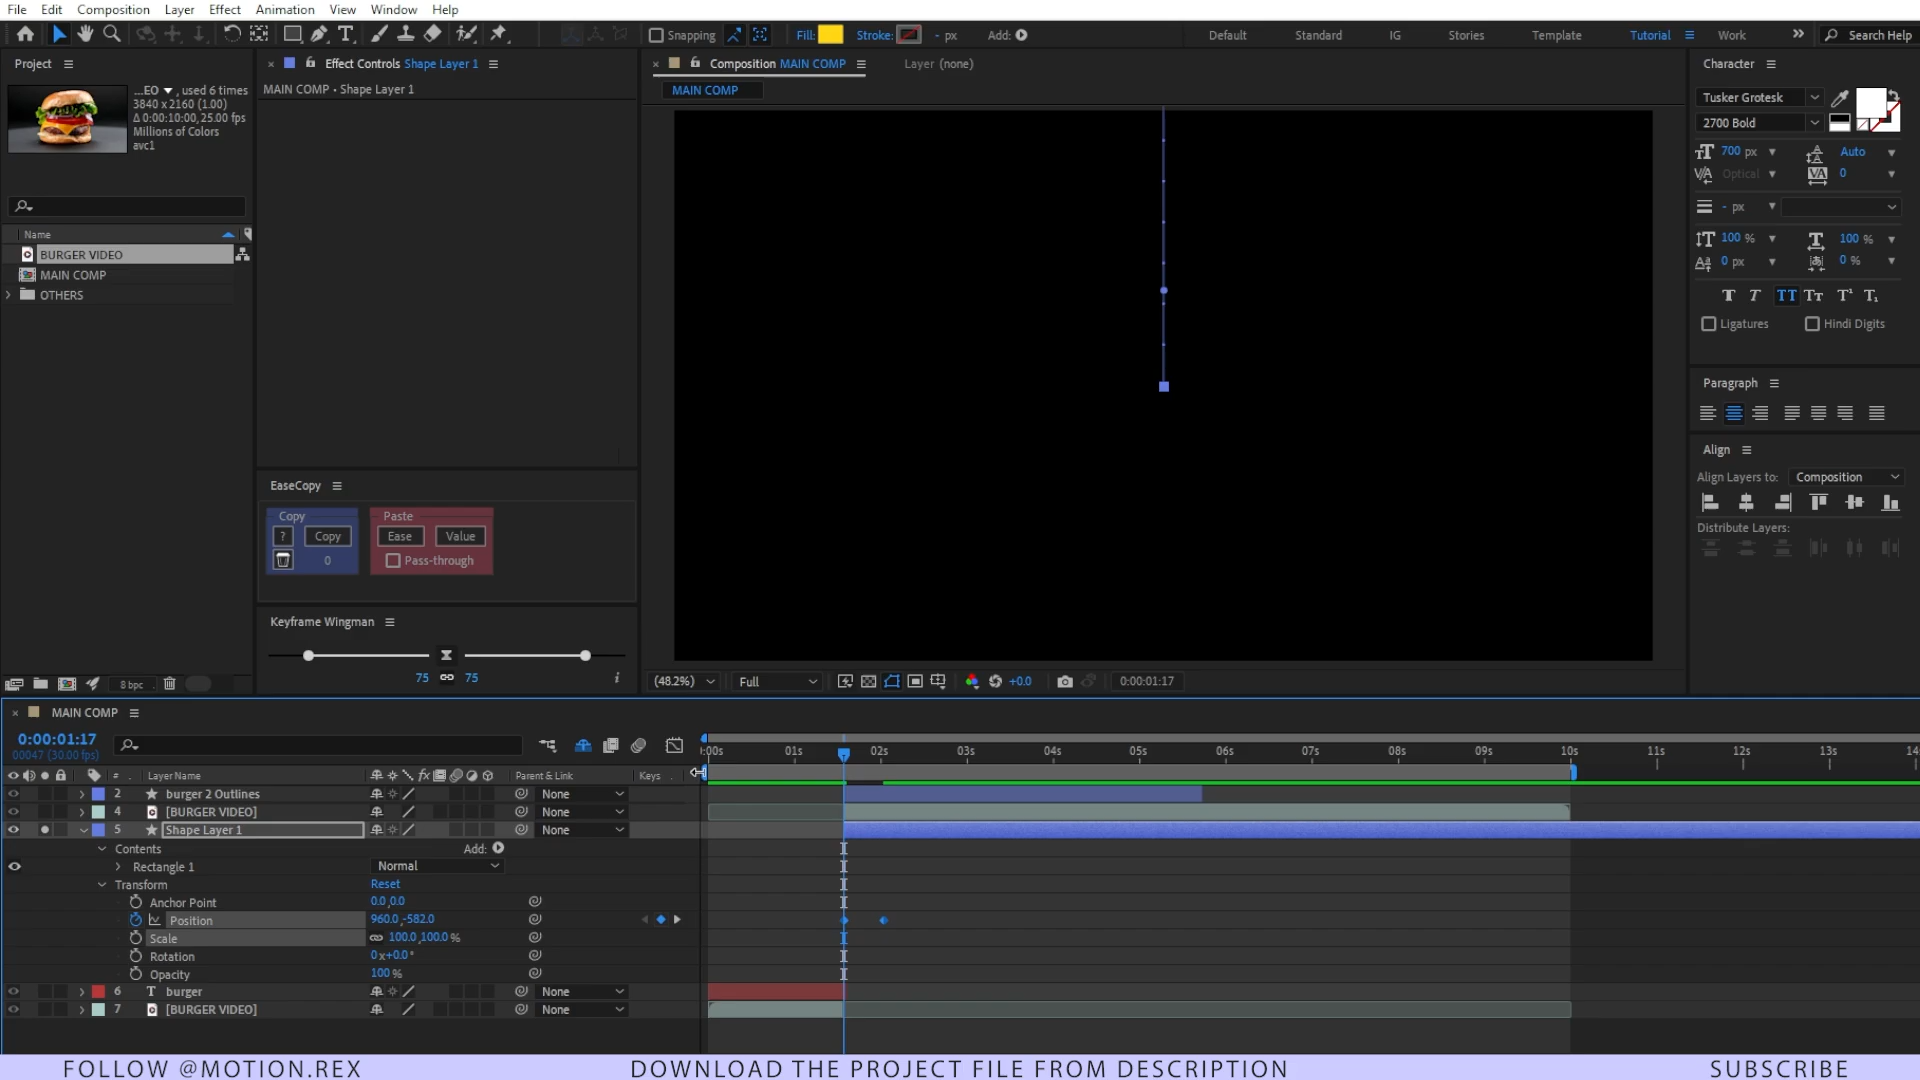 File Edit Composition Layer Effect Animation View Window Help
Snapping Fill: Stroke: - px Add: Default Standard IG Stories Template Tutorial Work Search Help
Project
Effect Controls Shape Layer 1
Composition MAIN COMP Layer (none)
Character
...EO , used 6 times
3840 x 2160 (1.00)
Δ 0:00:10:00, 25.00 fps
Millions of Colors
avc1
MAIN COMP • Shape Layer 1
MAIN COMP
Tusker Grotesk
2700 Bold
700 px Auto
Optical 0
- px
100 % 100 %
0 px 0 %
Ligatures Hindi Digits
Name
BURGER VIDEO
MAIN COMP
OTHERS
Paragraph
Align
Align Layers to: Composition
Distribute Layers:
EaseCopy
Copy Paste
? Copy Ease Value
0 Pass-through
Keyframe Wingman
75 75 i
8 bpc
(48.2%) Full +0.0 0:00:01:17
MAIN COMP
0:00:01:17
00047 (30.00 fps)
:00s 01s 02s 03s 04s 05s 06s 07s 08s 09s 10s 11s 12s 13s 14
# . Layer Name fx Parent & Link Keys
2 burger 2 Outlines None
4 [BURGER VIDEO] None
5 Shape Layer 1 None
Contents Add:
Rectangle 1 Normal
Transform Reset
Anchor Point 0.0,0.0
Position 960.0,-582.0
Scale 100.0,100.0 %
Rotation 0x+0.0°
Opacity 100 %
6 T burger None
7 [BURGER VIDEO] None
FOLLOW @MOTION.REX DOWNLOAD THE PROJECT FILE FROM DESCRIPTION SUBSCRIBE